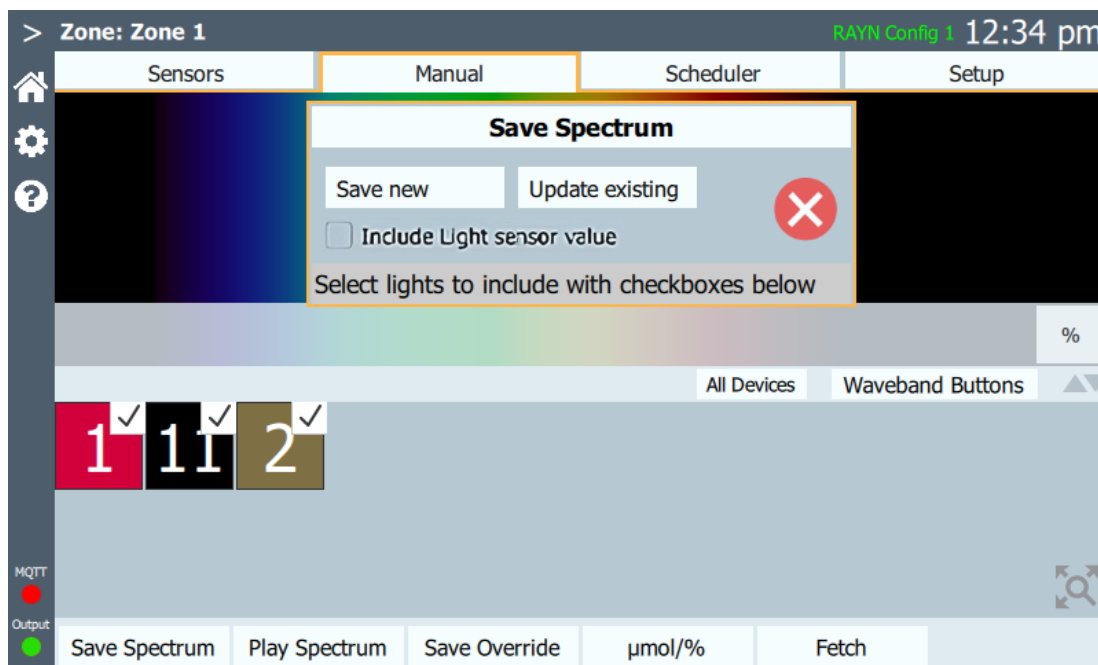 > Zone: Zone 1 RAYN Config 1 12:34 pm
Sensors Manual Scheduler Setup
Save Spectrum
Save new Update existing
Include Light sensor value
Select lights to include with checkboxes below
%
All Devices Waveband Buttons
1 11 2
MQTT
Output
Save Spectrum Play Spectrum Save Override µmol/% Fetch